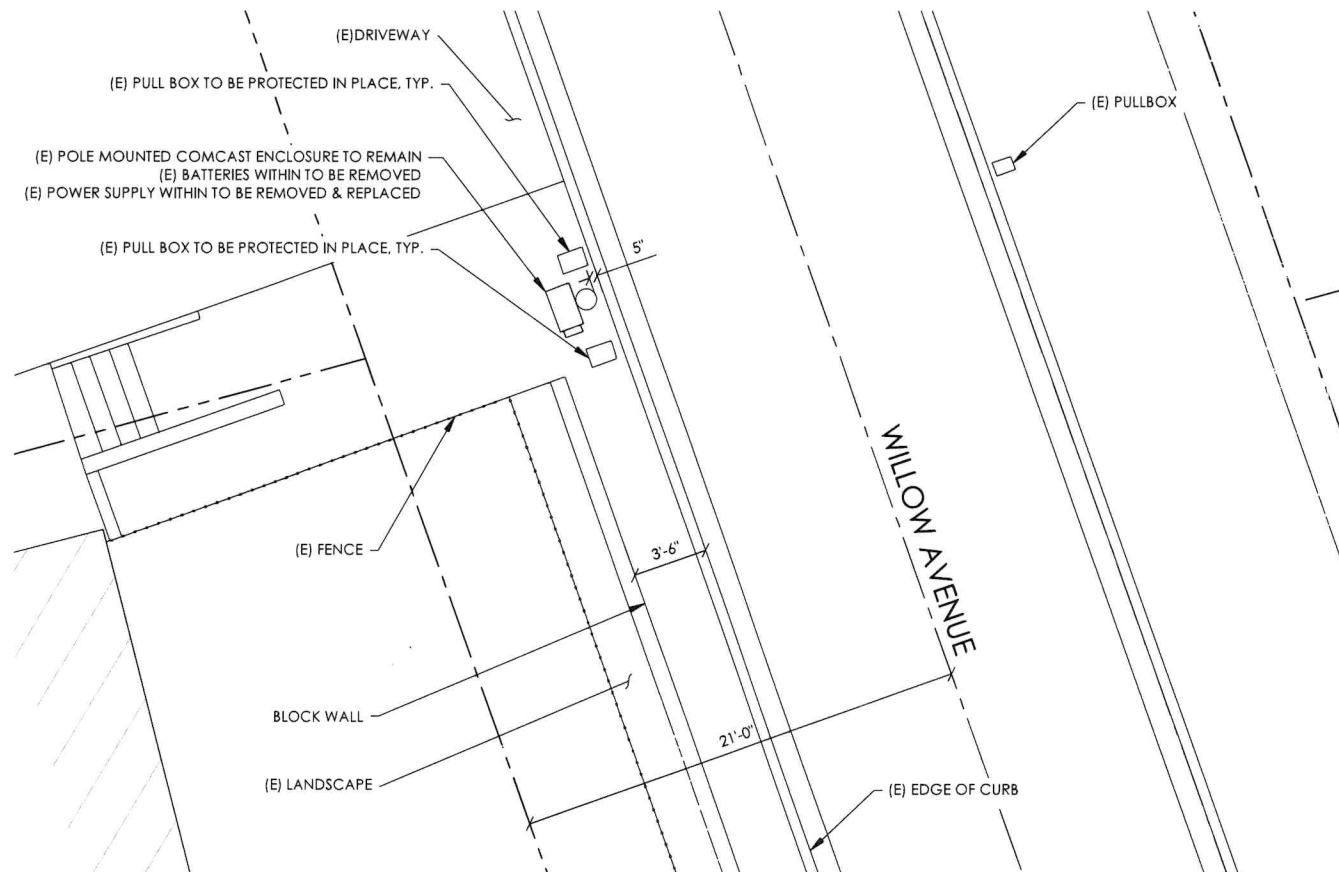 (E)DRIVEWAY
(E) PULL BOX TO BE PROTECTED IN PLACE, TYP.
(E) PULLBOX
(E) POLE MOUNTED COMCAST ENCLOSURE TO REMAIN
(E) BATTERIES WITHIN TO BE REMOVED
(E) POWER SUPPLY WITHIN TO BE REMOVED & REPLACED
(E) PULL BOX TO BE PROTECTED IN PLACE, TYP.
5"
WILLOW AVENUE
(E) FENCE
3'-6"
BLOCK WALL
21'-0"
(E) LANDSCAPE
(E) EDGE OF CURB